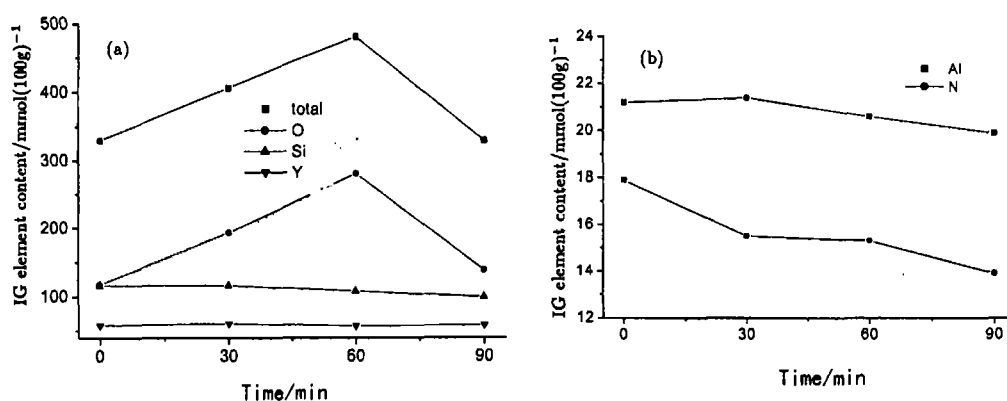 (a)
IG element content/mmol(100g)⁻¹
500
400
300
200
100
total
O
Si
Y
0 30 60 90
Time/min
(b)
IG element content/mmol(100g)⁻¹
24
22
20
18
16
14
12
Al
N
0 30 60 90
Time/min